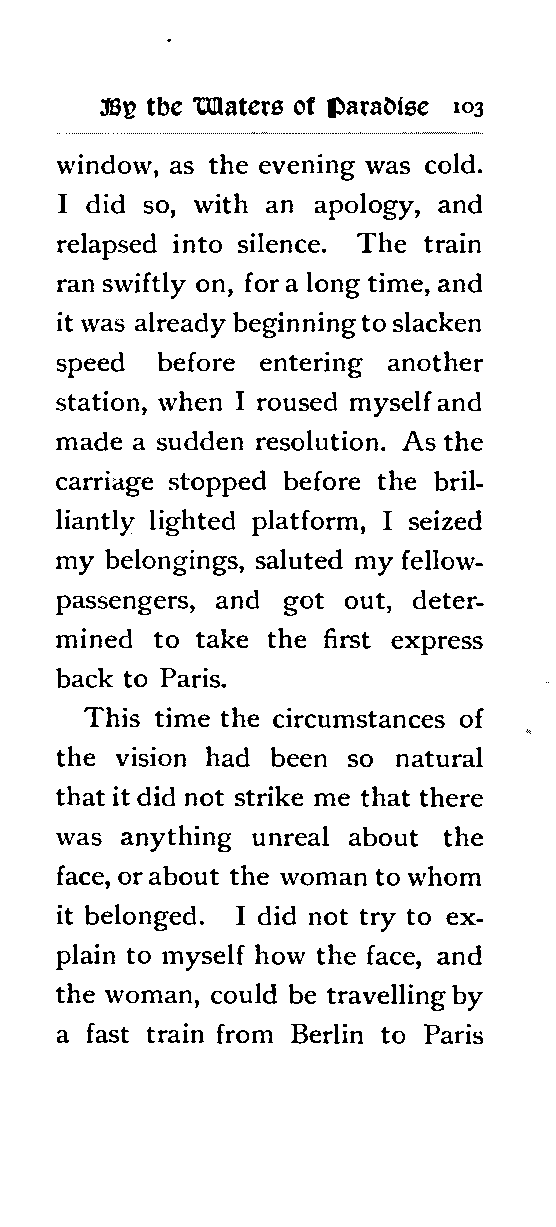 By the Waters of Paradise 103
window, as the evening was cold.
I did so, with an apology, and
relapsed into silence. The train
ran swiftly on, for a long time, and
it was already beginning to slacken
speed before entering another
station, when I roused myself and
made a sudden resolution. As the
carriage stopped before the bril-
liantly lighted platform, I seized
my belongings, saluted my fellow-
passengers, and got out, deter-
mined to take the first express
back to Paris.
This time the circumstances of
the vision had been so natural
that it did not strike me that there
was anything unreal about the
face, or about the woman to whom
it belonged. I did not try to ex-
plain to myself how the face, and
the woman, could be travelling by
a fast train from Berlin to Paris